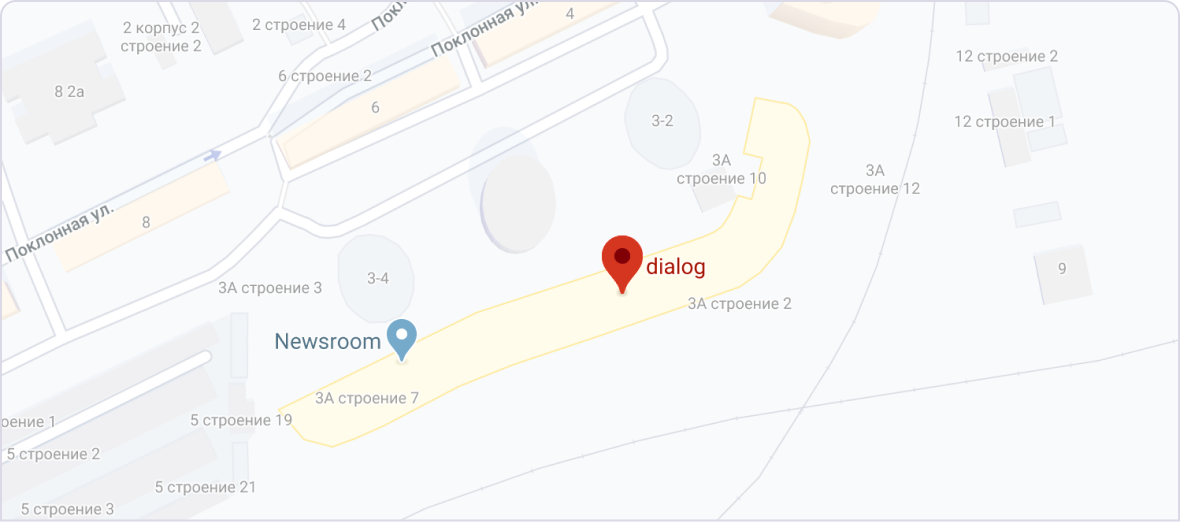 2 корпус 2
строение 2
2 строение 4
Пок
Поклонная ул.
4
6 строение 2
8 2а
6
3-2
12 строение 2
12 строение 1
3А
строение 10
3А
строение 12
Поклонная ул.
8
3-4
3А строение 3
dialog
9
3А строение 2
Newsroom
3А строение 7
оение 1
5 строение 19
5 строение 2
5 строение 21
5 строение 3